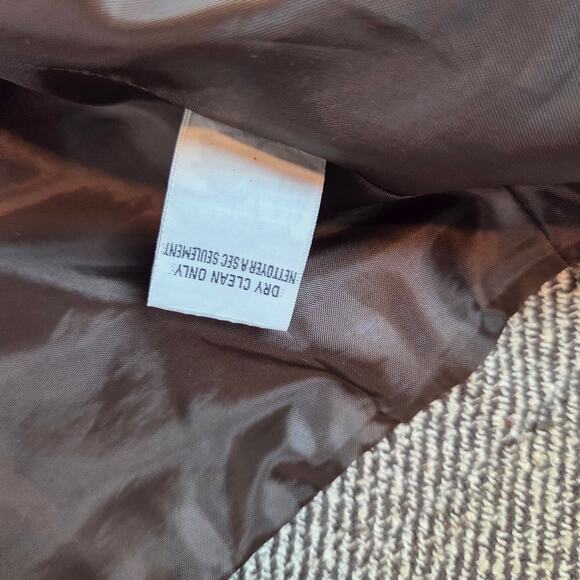 DRY CLEAN ONLY
NETTOYER A SEC SEULEMENT